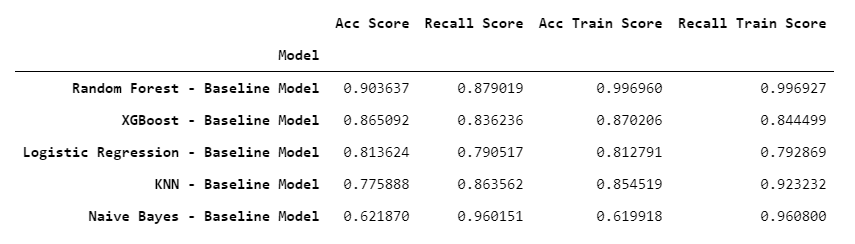 Acc Score Recall Score Acc Train Score Recall Train Score
Model
Random Forest - Baseline Model 0.903637 0.879019 0.996960 0.996927
XGBoost - Baseline Model 0.865092 0.836236 0.870206 0.844499
Logistic Regression - Baseline Model 0.813624 0.790517 0.812791 0.792869
KNN - Baseline Model 0.775888 0.863562 0.854519 0.923232
Naive Bayes - Baseline Model 0.621870 0.960151 0.619918 0.960800